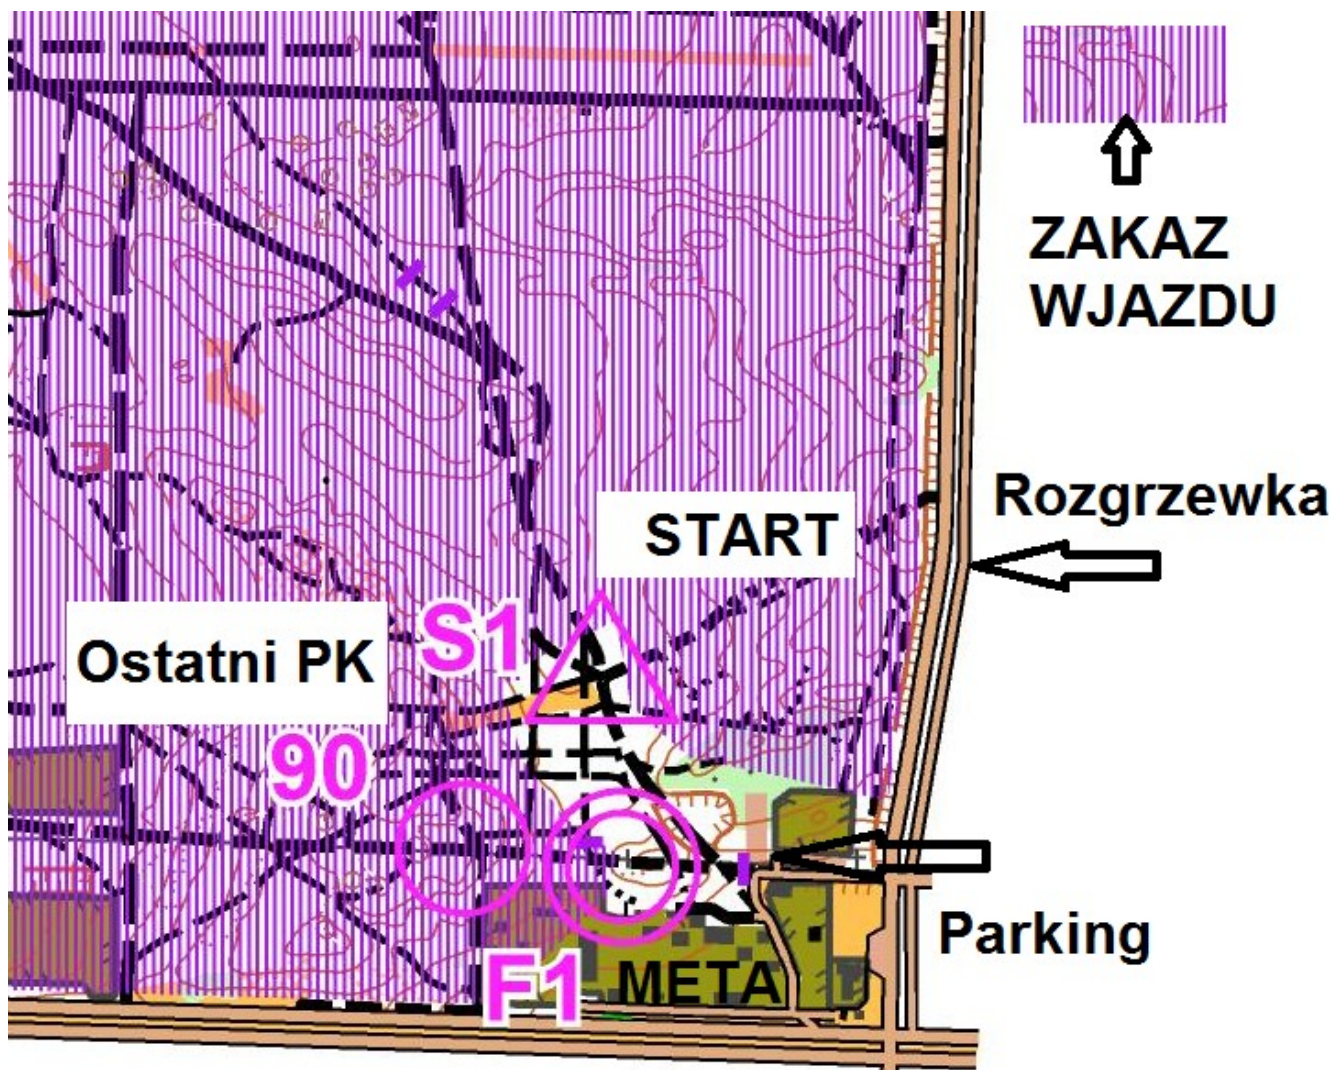 ZAKAZ
WJAZDU
Rozgrzewka
START
S1
Ostatni PK
90
Parking
F1
META